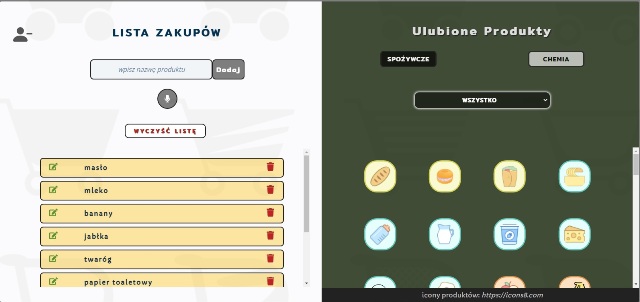 LISTA ZAKUPÓW
wpisz nazwę produktu
Dodaj
WYCZYŚĆ LISTĘ
masło
mleko
banany
jabłka
twaróg
papier toaletowy
Ulubione Produkty
SPOŻYWCZE
CHEMIA
WSZYSTKO
icony produktów: https://icons8.com